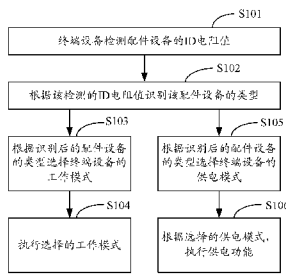 S101
终端设备检测配件设备的ID电阻值
S102
根据该检测的ID电阻值识别该配件设备的类型
S103
根据识别后的配件设备
的类型选择终端设备的
工作模式
S105
根据识别后的配件设备
的类型选择终端设备的
供电模式
S104
执行选择的工作模式
S106
根据选择的供电模式，
执行供电功能